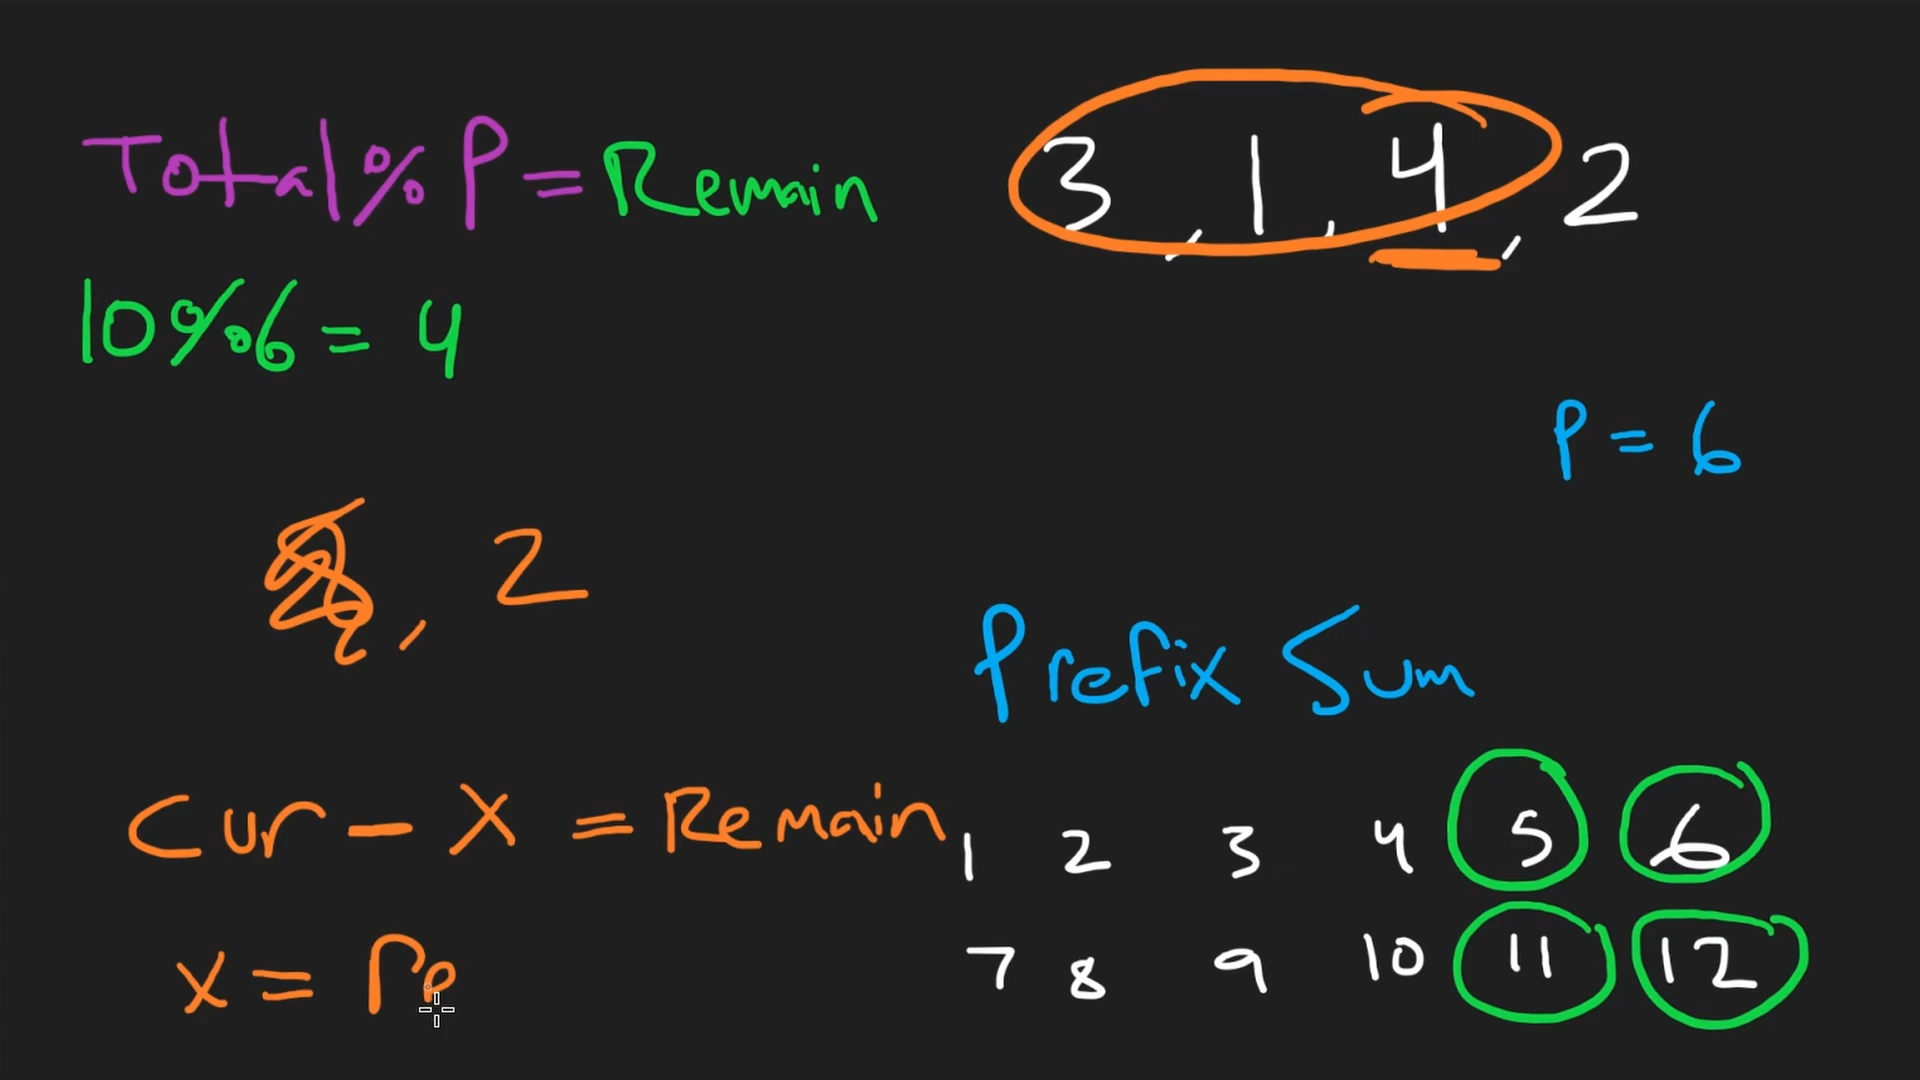 Total % P = Remain
3, 1, 4, 2
10%6 = 4
P = 6
, 2
Prefix Sum
Cur - X = Remain
1 2 3 4 5 6
7 8 9 10 11 12
X =